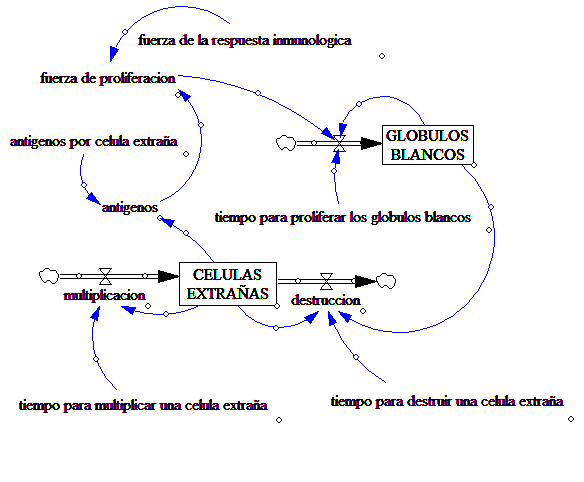 fuerza de la respuesta inmunologica
fuerza de proliferacion
GLOBULOS
BLANCOS
antigenos por celula extraña
antigenos
tiempo para proliferar los globulos blancos
CELULAS
EXTRAÑAS
multiplicacion
destruccion
tiempo para multiplicar una celula extraña
tiempo para destruir una celula extraña